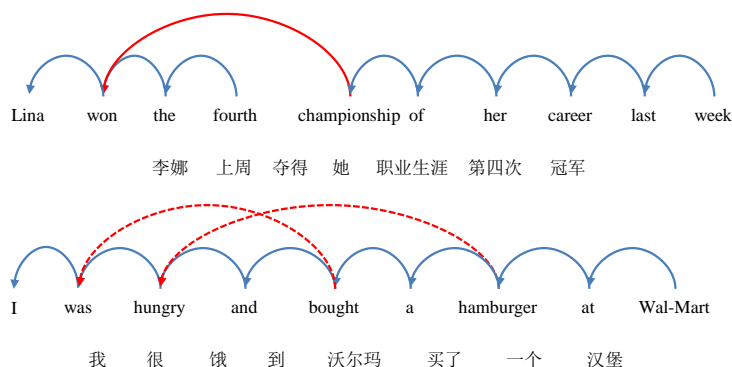 Lina won the fourth championship of her career last week
李娜 上周 夺得 她 职业生涯 第四次 冠军
I was hungry and bought a hamburger at Wal-Mart
我 很 饿 到 沃尔玛 买了 一个 汉堡